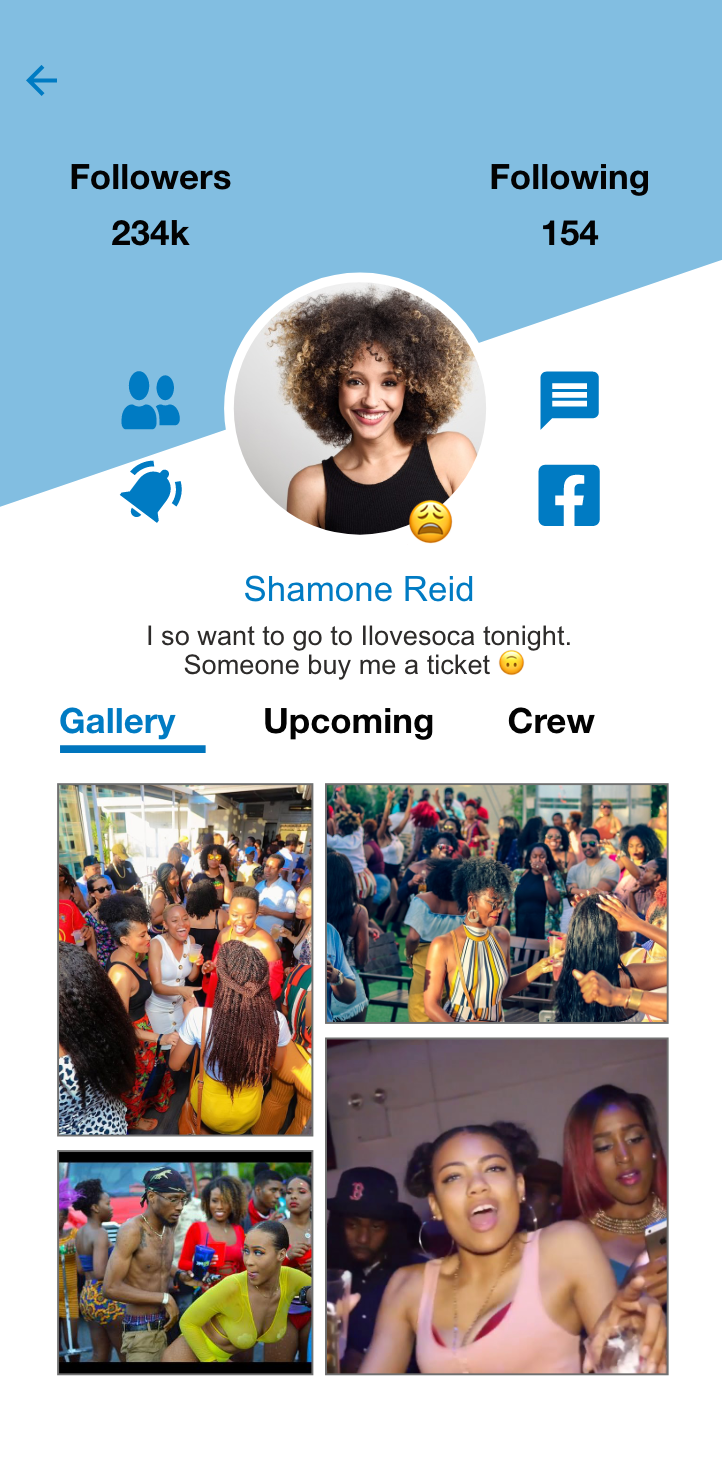 Followers
Following
234k
154
Shamone Reid
I so want to go to Ilovesoca tonight.
Someone buy me a ticket 🙃
Gallery
Upcoming
Crew
B